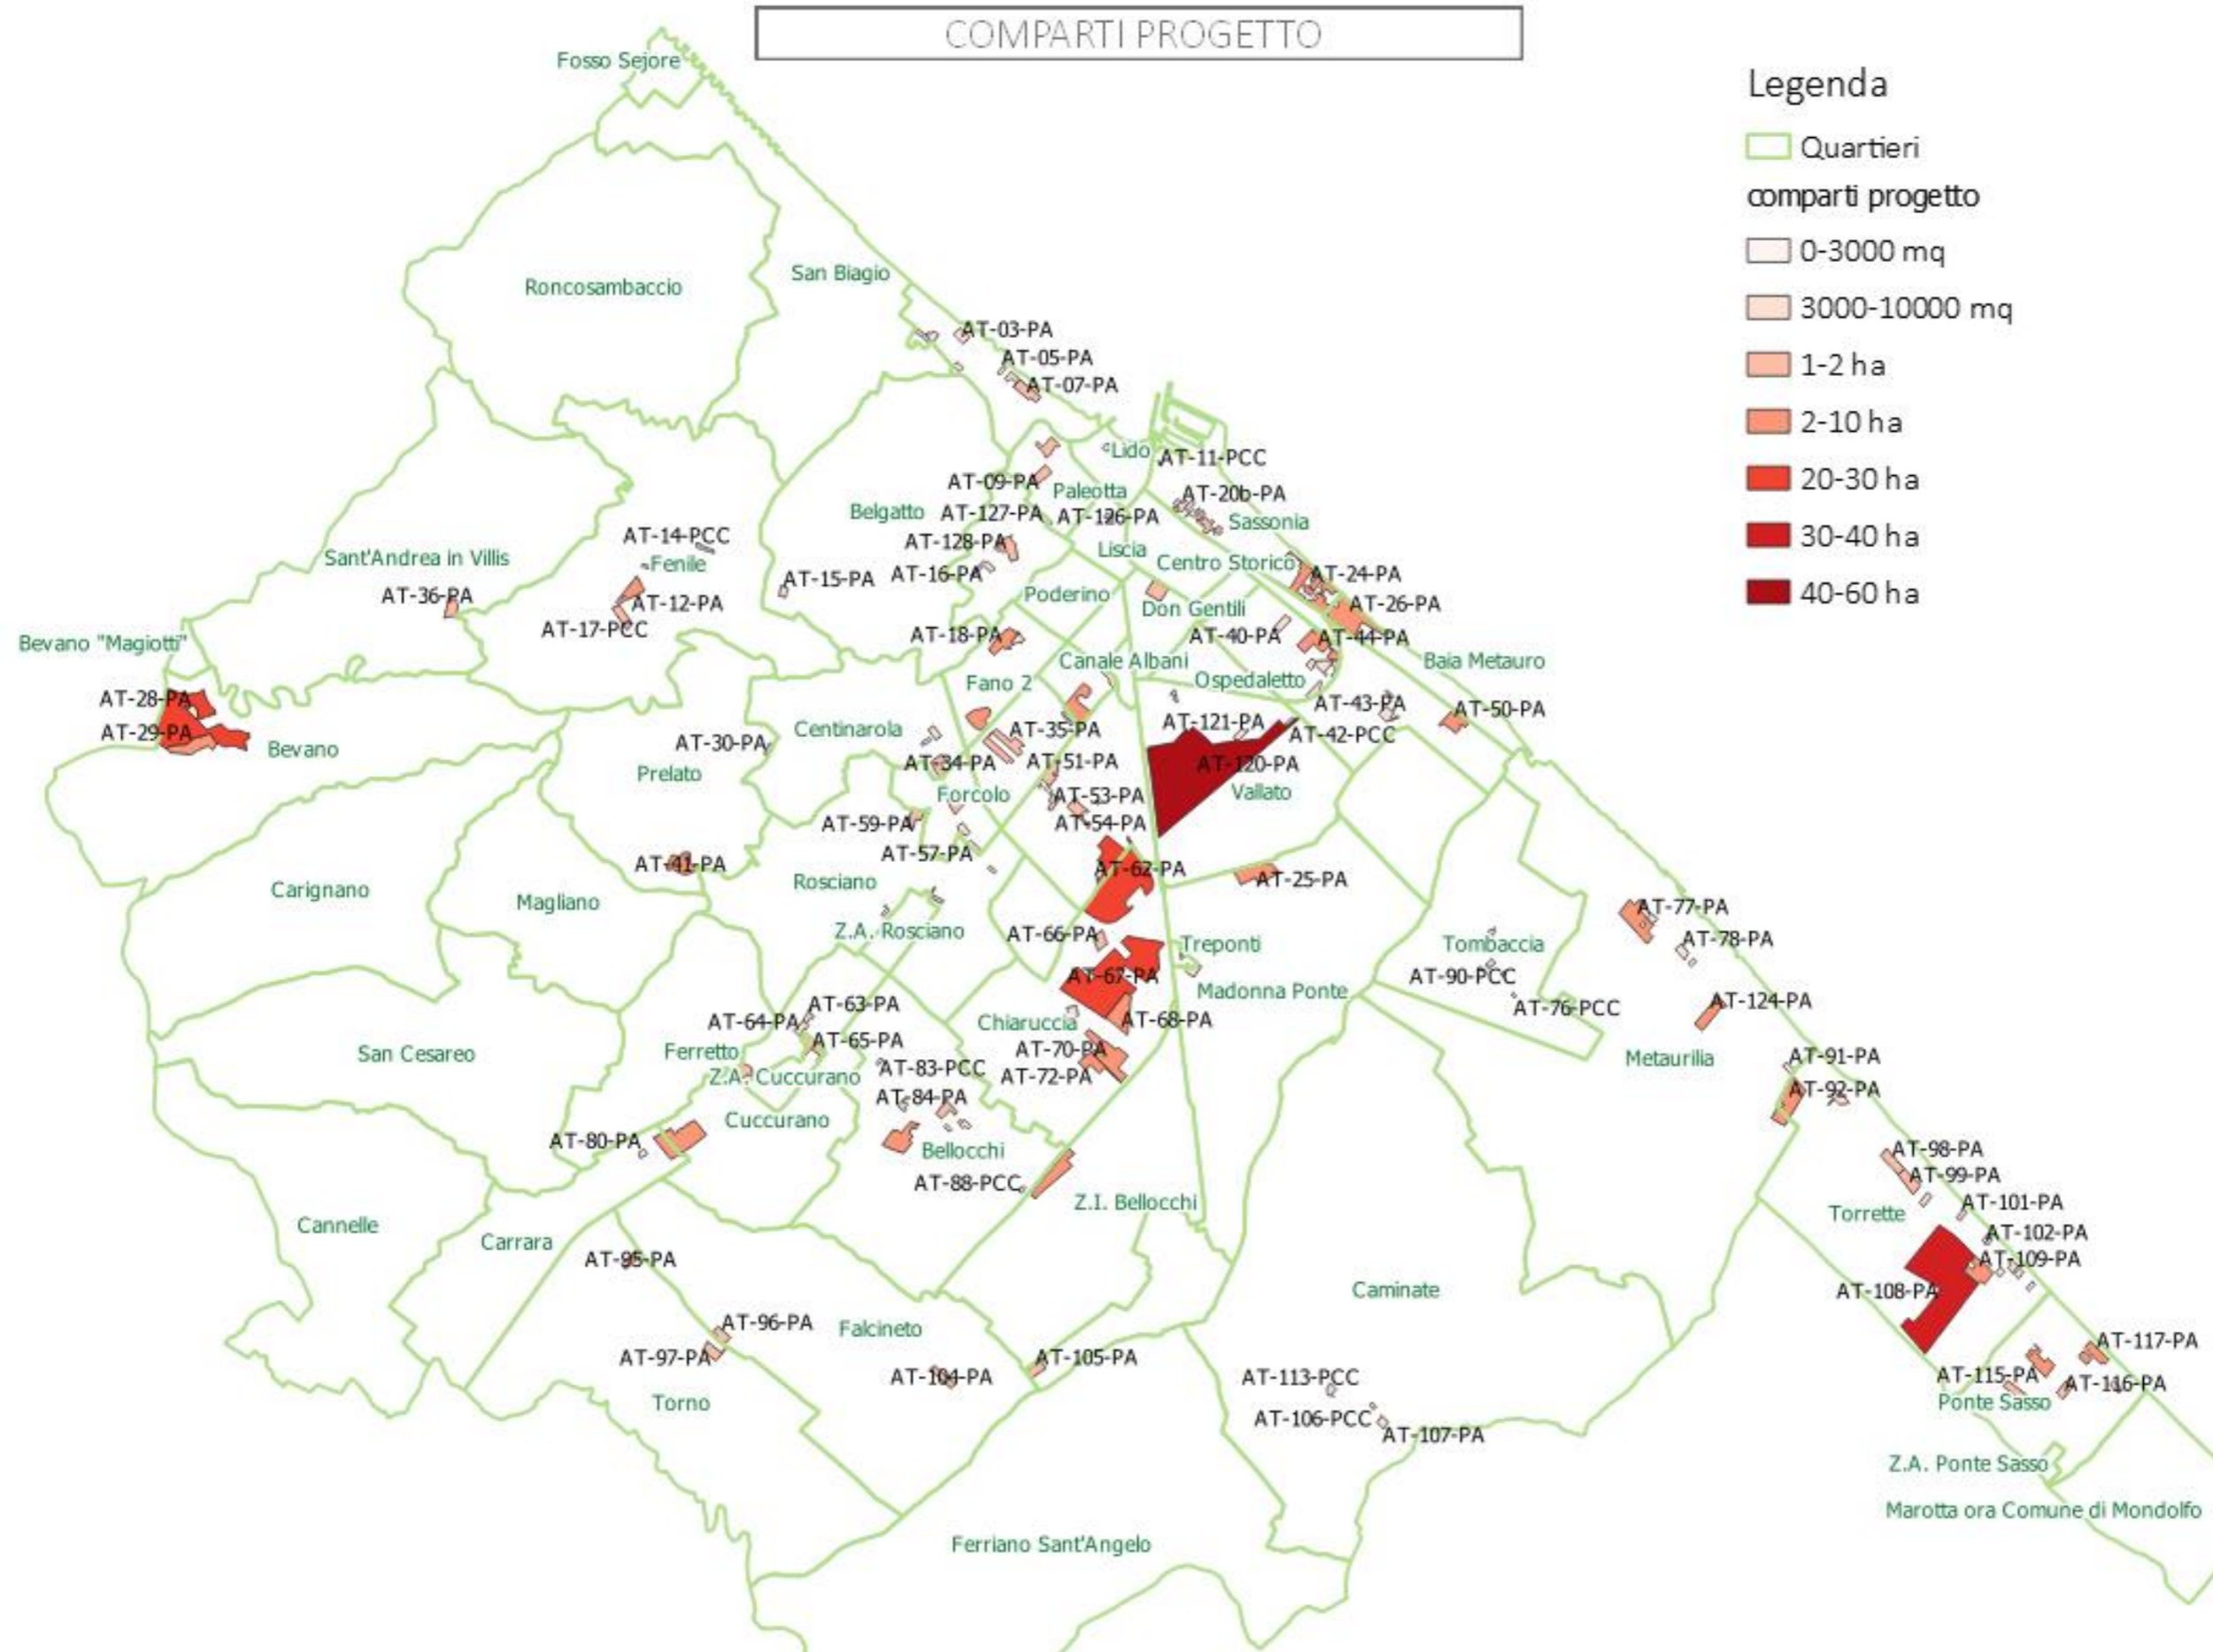 COMPARTI PROGETTO
Legenda
Quartieri
comparti progetto
0-3000 mq
3000-10000 mq
1-2 ha
2-10 ha
20-30 ha
30-40 ha
40-60 ha
Fosso Sejore
Roncosambaccio
San Biagio
AT-03-PA
AT-05-PA
AT-07-PA
Lido
AT-11-PCC
AT-09-PA
Paleotta
AT-20b-PA
Belgatto
AT-127-PA
AT-126-PA
Sassonia
AT-14-PCC
AT-128-PA
Liscia
Sant'Andrea in Villis
Fenile
Centro Storico
AT-15-PA
AT-16-PA
AT-24-PA
AT-36-PA
AT-12-PA
Poderino
Don Gentili
AT-26-PA
AT-17-PCC
AT-18-PA
AT-40-PA
AT-44-PA
Bevano "Magiotti"
Canale Albani
Baia Metauro
Fano 2
Ospedaletto
AT-28-PA
AT-43-PA
AT-50-PA
AT-29-PA
Bevano
AT-30-PA
Centinarola
AT-35-PA
AT-121-PA
AT-42-PCC
Prelato
AT-34-PA
AT-51-PA
AT-120-PA
Forcolo
AT-53-PA
Vallato
AT-59-PA
AT-54-PA
AT-57-PA
AT-41-PA
AT-62-PA
Carignano
Magliano
Rosciano
AT-25-PA
AT-77-PA
Z.A. Rosciano
AT-66-PA
Treponti
Tombaccia
AT-78-PA
AT-67-PA
AT-90-PCC
Madonna Ponte
AT-63-PA
AT-76-PCC
AT-124-PA
AT-64-PA
Chiaruccia
AT-68-PA
San Cesareo
Ferretto
AT-65-PA
AT-70-PA
Metaurilia
AT-91-PA
Z.A. Cuccurano
AT-83-PCC
AT-72-PA
AT-92-PA
AT-84-PA
Cuccurano
AT-80-PA
Bellocchi
AT-98-PA
AT-88-PCC
AT-99-PA
Z.I. Bellocchi
AT-101-PA
Cannelle
Carrara
Torrette
AT-102-PA
AT-95-PA
AT-109-PA
Caminate
AT-108-PA
AT-96-PA
Falcineto
AT-117-PA
AT-97-PA
AT-105-PA
AT-104-PA
AT-113-PCC
AT-115-PA
AT-116-PA
Torno
Ponte Sasso
AT-106-PCC
AT-107-PA
Z.A. Ponte Sasso
Marotta ora Comune di Mondolfo
Ferriano Sant'Angelo